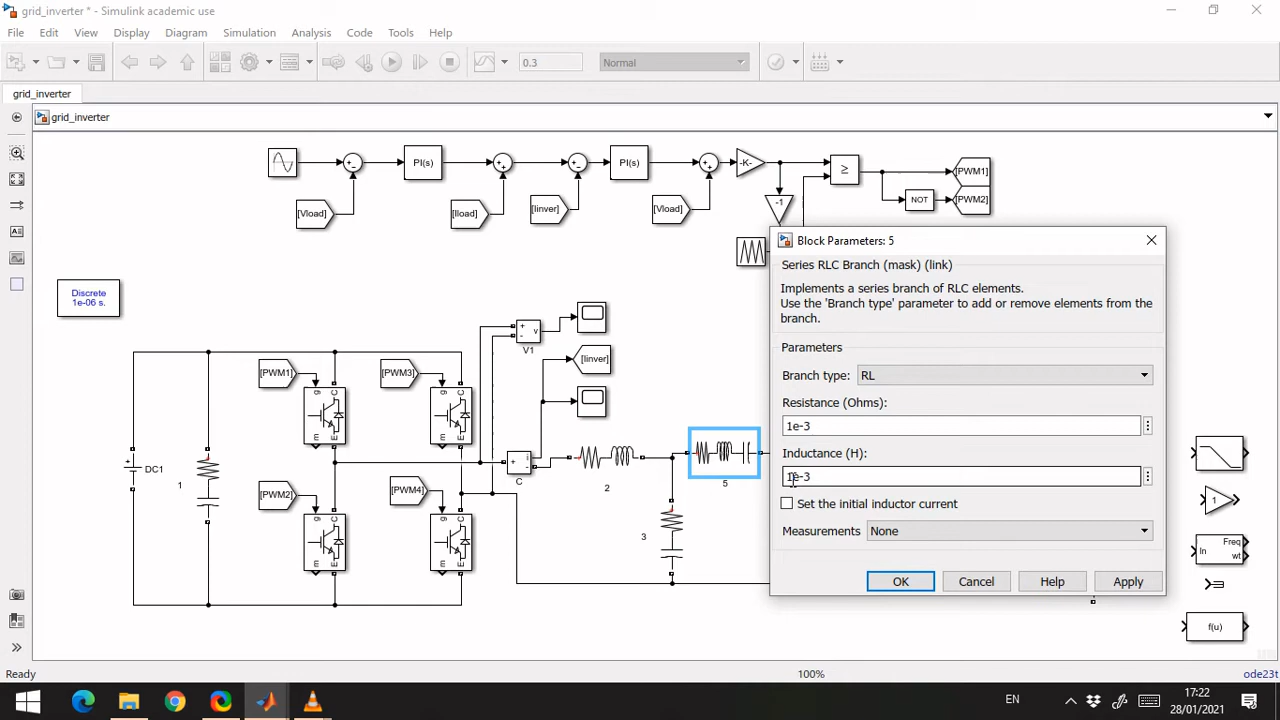 grid_inverter * - Simulink academic use
File Edit View Display Diagram Simulation Analysis Code Tools Help
0.3
Normal
grid_inverter
grid_inverter
PI(s)
PI(s)
-K-
≥
[PWM1]
-1
NOT
[PWM2]
[Vload]
[Iload]
[Iinver]
[Vload]
Block Parameters: 5
Series RLC Branch (mask) (link)
Implements a series branch of RLC elements.
Use the 'Branch type' parameter to add or remove elements from the
branch.
Parameters
Branch type: RL
Resistance (Ohms):
1e-3
Inductance (H):
1e-3
Set the initial inductor current
Measurements None
OK Cancel Help Apply
Discrete
1e-06 s.
V1
v
[PWM1]
[PWM3]
[Iinver]
g C
m E
g C
m E
DC1
1
C
2
5
[PWM2]
[PWM4]
3
g C
m E
g C
m E
1
In
Freq
wt
f(u)
Ready
100%
ode23t
EN
17:22
28/01/2021